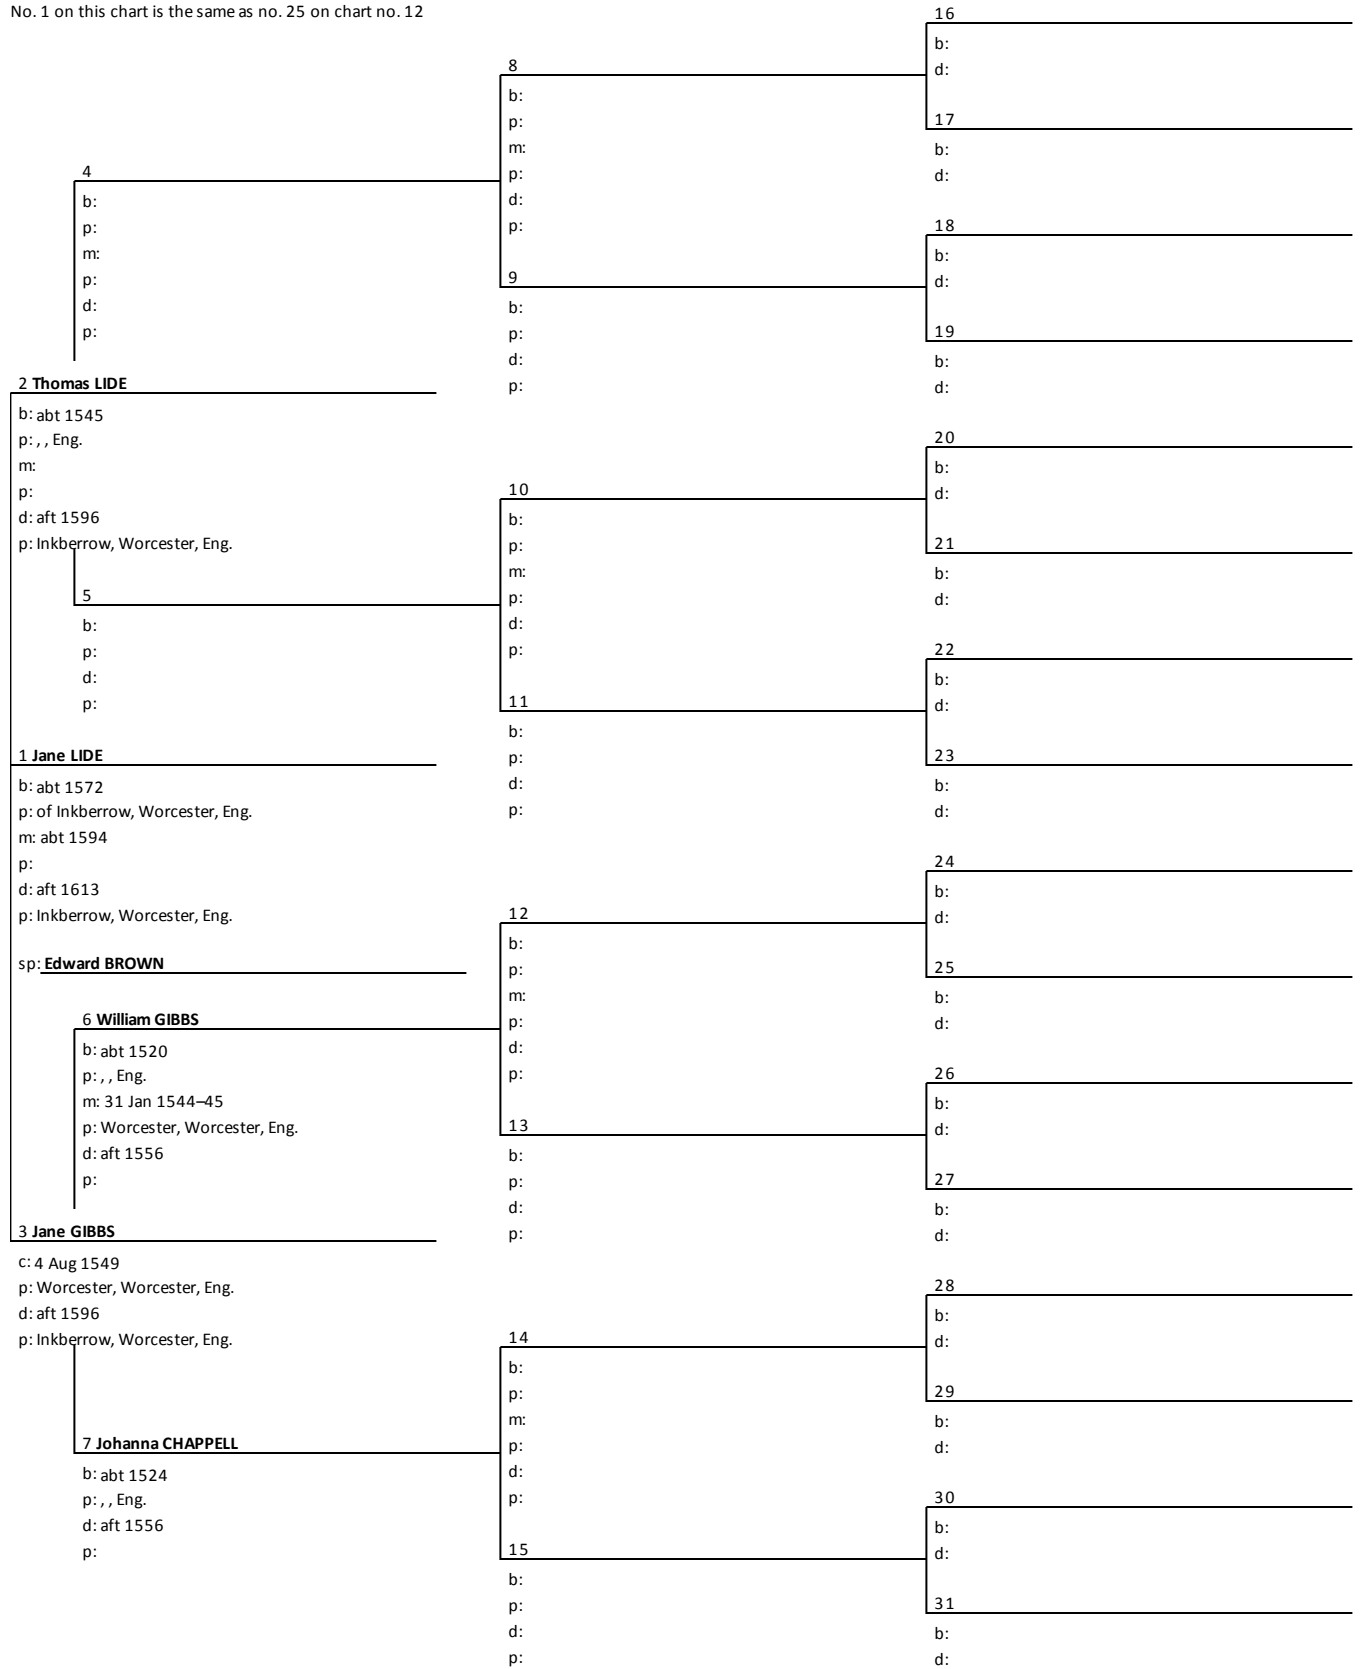 No. 1 on this chart is the same as no. 25 on chart no. 12
4
b:
p:
m:
p:
d:
p:
2 Thomas LIDE
b: abt 1545
p: , , Eng.
m:
p:
d: aft 1596
p: Inkberrow, Worcester, Eng.
5
b:
p:
d:
p:
1 Jane LIDE
b: abt 1572
p: of Inkberrow, Worcester, Eng.
m: abt 1594
p:
d: aft 1613
p: Inkberrow, Worcester, Eng.
sp: Edward BROWN
6 William GIBBS
b: abt 1520
p: , , Eng.
m: 31 Jan 1544–45
p: Worcester, Worcester, Eng.
d: aft 1556
p:
3 Jane GIBBS
c: 4 Aug 1549
p: Worcester, Worcester, Eng.
d: aft 1596
p: Inkberrow, Worcester, Eng.
7 Johanna CHAPPELL
b: abt 1524
p: , , Eng.
d: aft 1556
p:
8
b:
p:
m:
p:
d:
p:
9
b:
p:
d:
p:
10
b:
p:
m:
p:
d:
p:
11
b:
p:
d:
p:
12
b:
p:
m:
p:
d:
p:
13
b:
p:
d:
p:
14
b:
p:
m:
p:
d:
p:
15
b:
p:
d:
p:
16
b:
d:
17
b:
d:
18
b:
d:
19
b:
d:
20
b:
d:
21
b:
d:
22
b:
d:
23
b:
d:
24
b:
d:
25
b:
d:
26
b:
d:
27
b:
d:
28
b:
d:
29
b:
d:
30
b:
d:
31
b:
d: